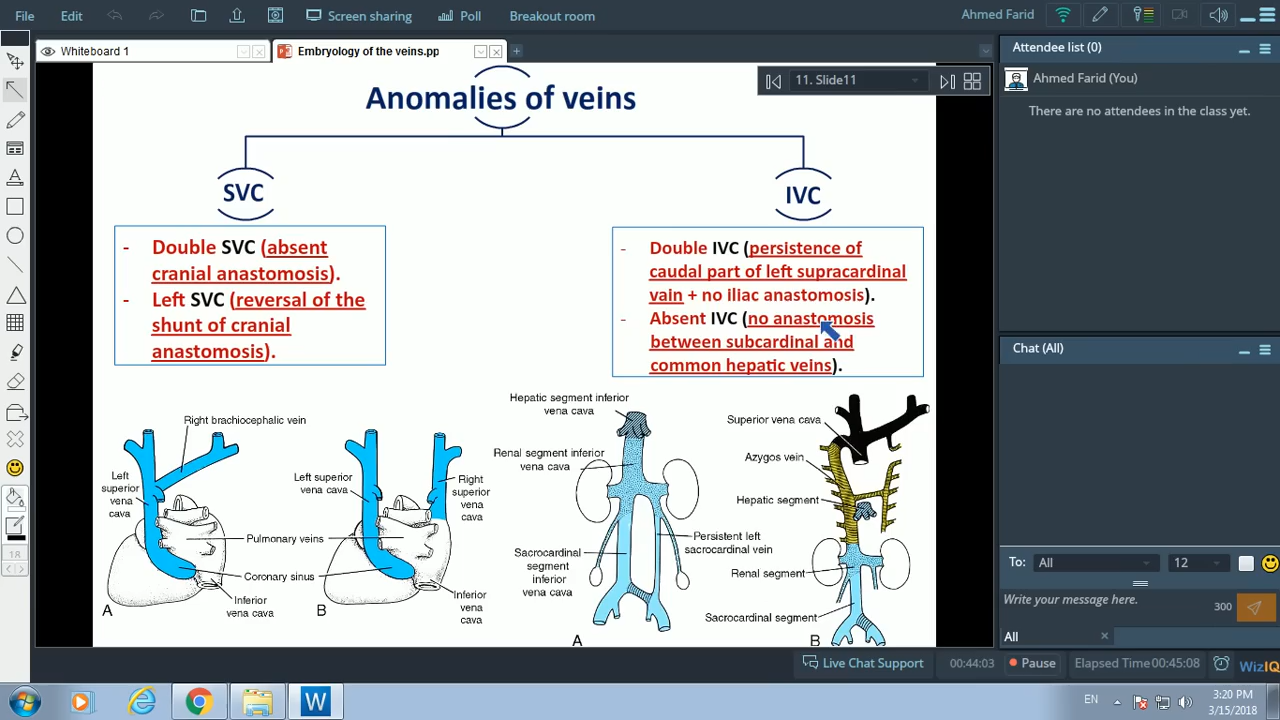 File
Edit
Screen sharing
Poll
Breakout room
Ahmed Farid
Whiteboard 1
Embryology of the veins.pp
11. Slide11
Attendee list (0)
Ahmed Farid (You)
There are no attendees in the class yet.
Anomalies of veins
SVC
IVC
- Double SVC (absent
cranial anastomosis).
- Left SVC (reversal of the
shunt of cranial
anastomosis).
- Double IVC (persistence of
caudal part of left supracardinal
vain + no iliac anastomosis).
- Absent IVC (no anastomosis
between subcardinal and
common hepatic veins).
Right brachiocephalic vein
Left
superior
vena
cava
Pulmonary veins
Coronary sinus
Inferior
vena cava
A
Left superior
vena cava
Right
superior
vena
cava
Inferior
vena
cava
B
Hepatic segment inferior
vena cava
Renal segment inferior
vena cava
Sacrocardinal
segment
inferior
vena cava
Persistent left
sacrocardinal vein
A
Superior vena cava
Azygos vein
Hepatic segment
Renal segment
Sacrocardinal segment
B
Chat (All)
To:
All
12
Write your message here.
300
All
Live Chat Support
00:44:03
Pause
Elapsed Time 00:45:08
WizIQ
EN
3:20 PM
3/15/2018